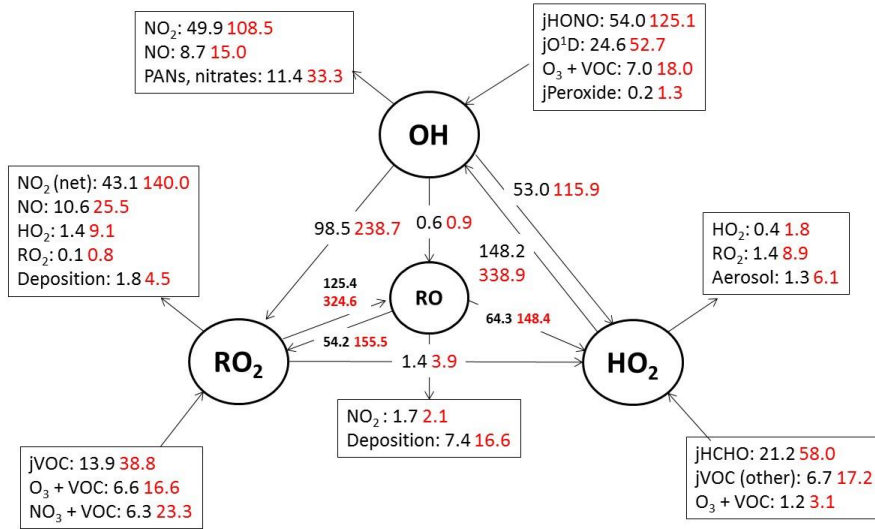 NO₂: 49.9 108.5
NO: 8.7 15.0
PANs, nitrates: 11.4 33.3
jHONO: 54.0 125.1
jO¹D: 24.6 52.7
O₃ + VOC: 7.0 18.0
jPeroxide: 0.2 1.3
OH
NO₂ (net): 43.1 140.0
NO: 10.6 25.5
HO₂: 1.4 9.1
RO₂: 0.1 0.8
Deposition: 1.8 4.5
98.5 238.7
0.6 0.9
53.0 115.9
148.2
338.9
HO₂: 0.4 1.8
RO₂: 1.4 8.9
Aerosol: 1.3 6.1
125.4
324.6
RO
54.2 155.5
64.3 148.4
RO₂
1.4 3.9
HO₂
NO₂ : 1.7 2.1
Deposition: 7.4 16.6
jVOC: 13.9 38.8
O₃ + VOC: 6.6 16.6
NO₃ + VOC: 6.3 23.3
jHCHO: 21.2 58.0
jVOC (other): 6.7 17.2
O₃ + VOC: 1.2 3.1